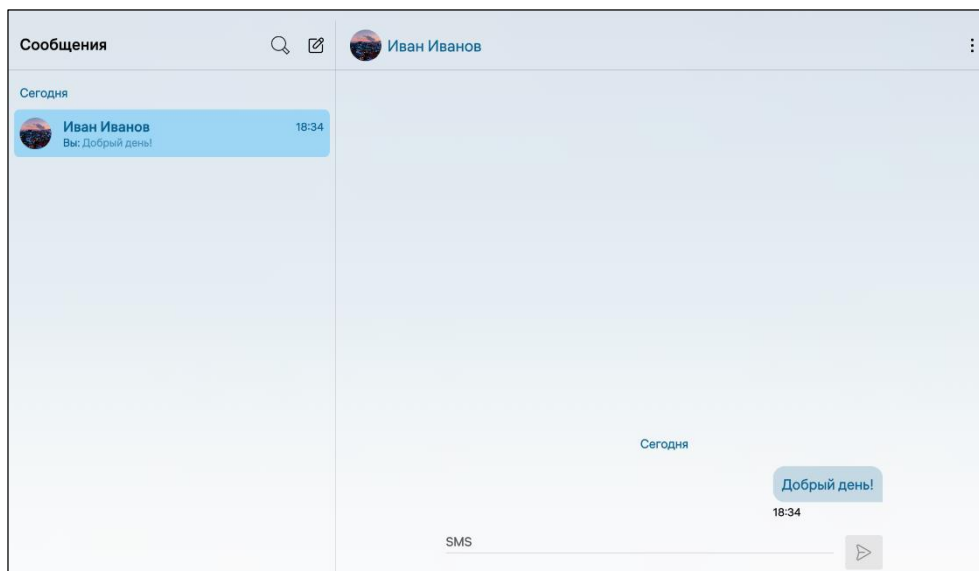 Сообщения
Сегодня
Иван Иванов
18:34
Вы: Добрый день!
Иван Иванов
Сегодня
Добрый день!
18:34
SMS